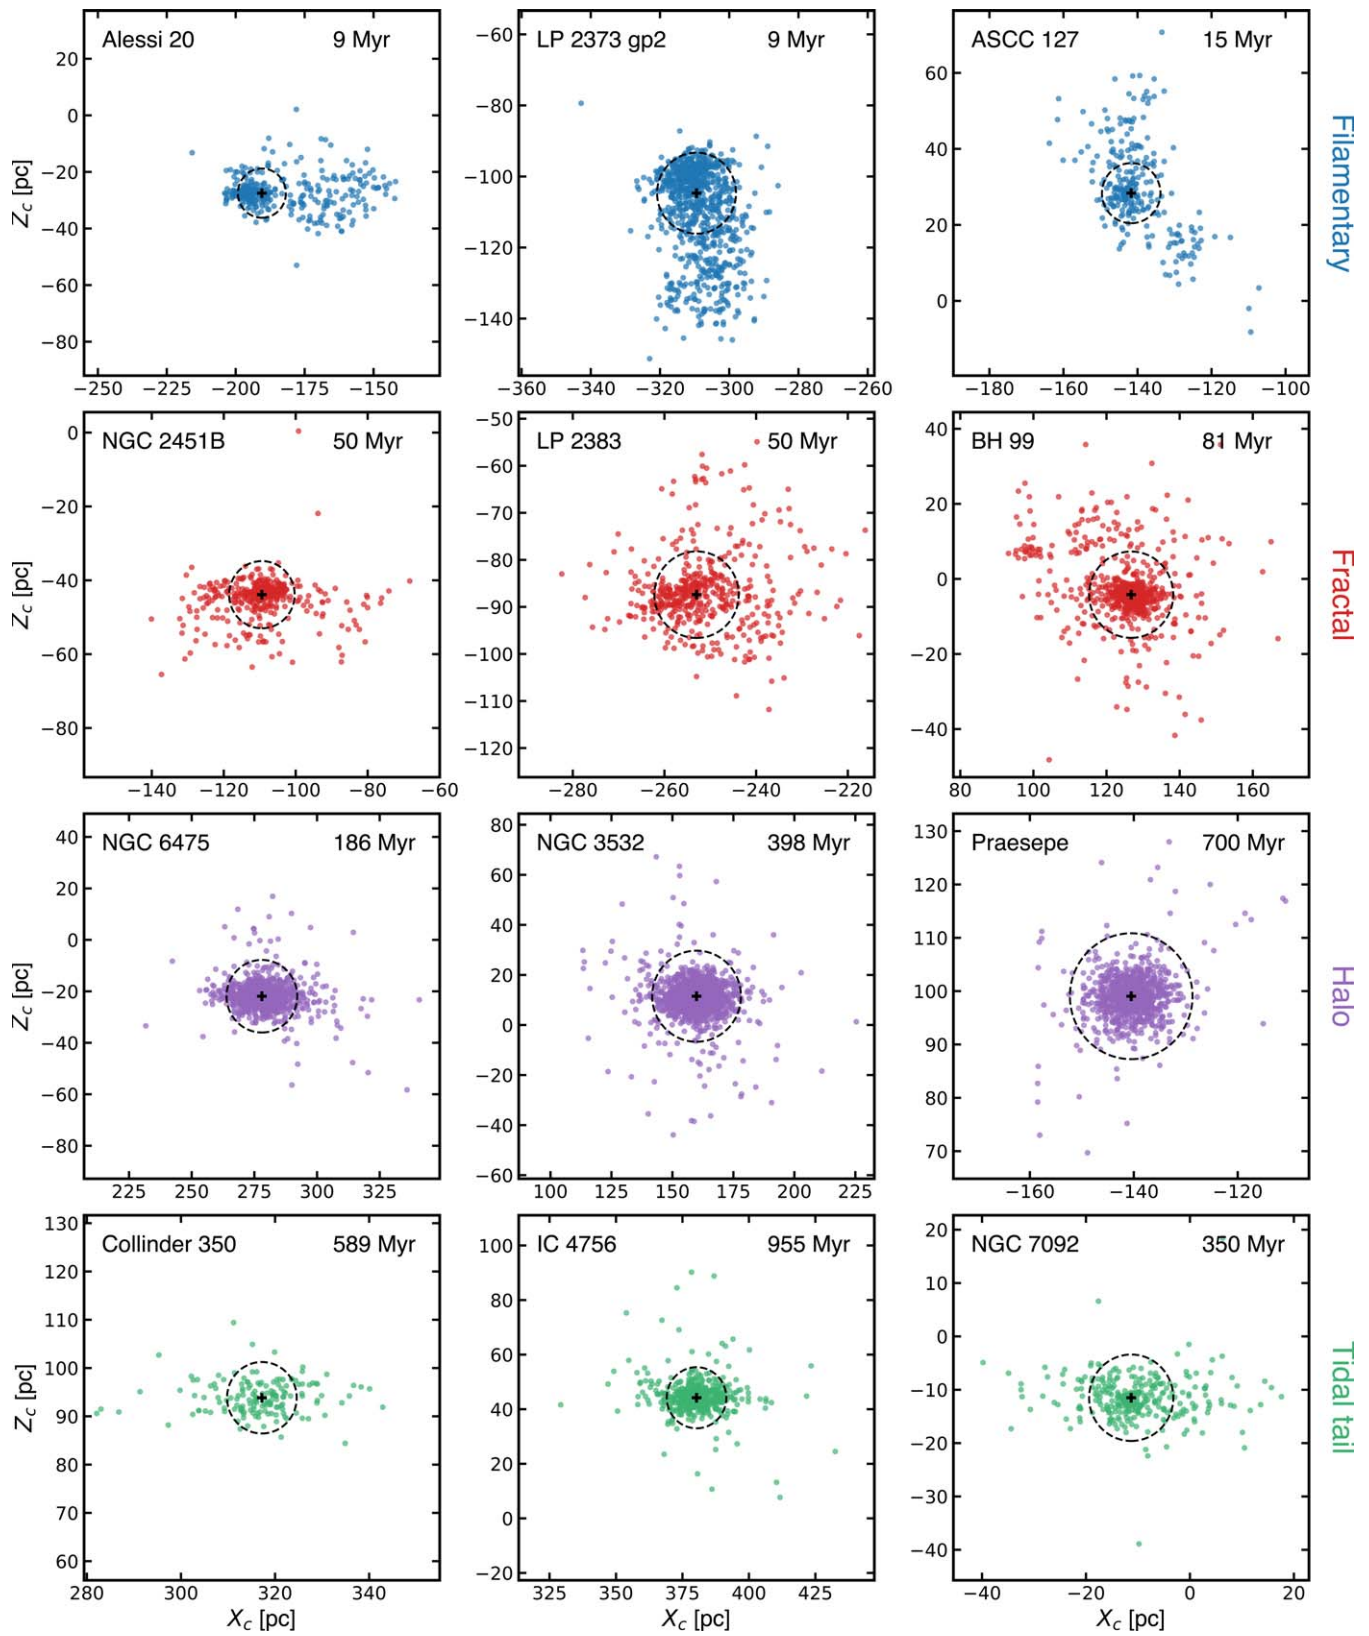 Alessi 20 9 Myr
20
0
−20
−40
−60
−80
−250 −225 −200 −175 −150
Z_c [pc]
LP 2373 gp2 9 Myr
−60
−80
−100
−120
−140
−360 −340 −320 −300 −280 −260
ASCC 127 15 Myr
60
40
20
0
−180 −160 −140 −120 −100
Filamentary
NGC 2451B 50 Myr
0
−20
−40
−60
−80
−140 −120 −100 −80 −60
Z_c [pc]
LP 2383 50 Myr
−50
−60
−70
−80
−90
−100
−110
−120
−280 −260 −240 −220
BH 99 81 Myr
40
20
0
−20
−40
80 100 120 140 160
Fractal
NGC 6475 186 Myr
40
20
0
−20
−40
−60
−80
225 250 275 300 325
Z_c [pc]
NGC 3532 398 Myr
80
60
40
20
0
−20
−40
−60
100 125 150 175 200 225
Praesepe 700 Myr
130
120
110
100
90
80
70
−160 −140 −120
Halo
Collinder 350 589 Myr
130
120
110
100
90
80
70
60
280 300 320 340
Z_c [pc]
X_c [pc]
IC 4756 955 Myr
100
80
60
40
20
0
−20
325 350 375 400 425
X_c [pc]
NGC 7092 350 Myr
20
10
0
−10
−20
−30
−40
−40 −20 0 20
X_c [pc]
Tidal tail